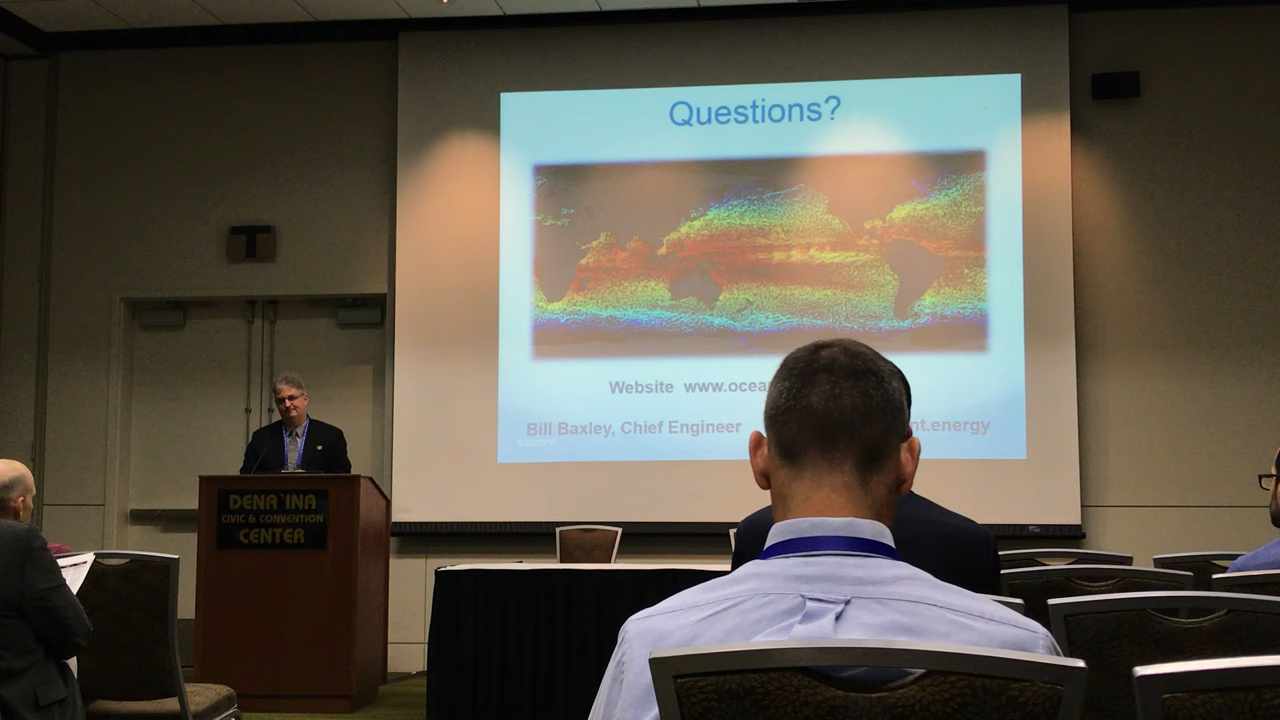 Questions?
Website www.ocea
Bill Baxley, Chief Engineer nt.energy
T
DENA'INA
CIVIC & CONVENTION
CENTER